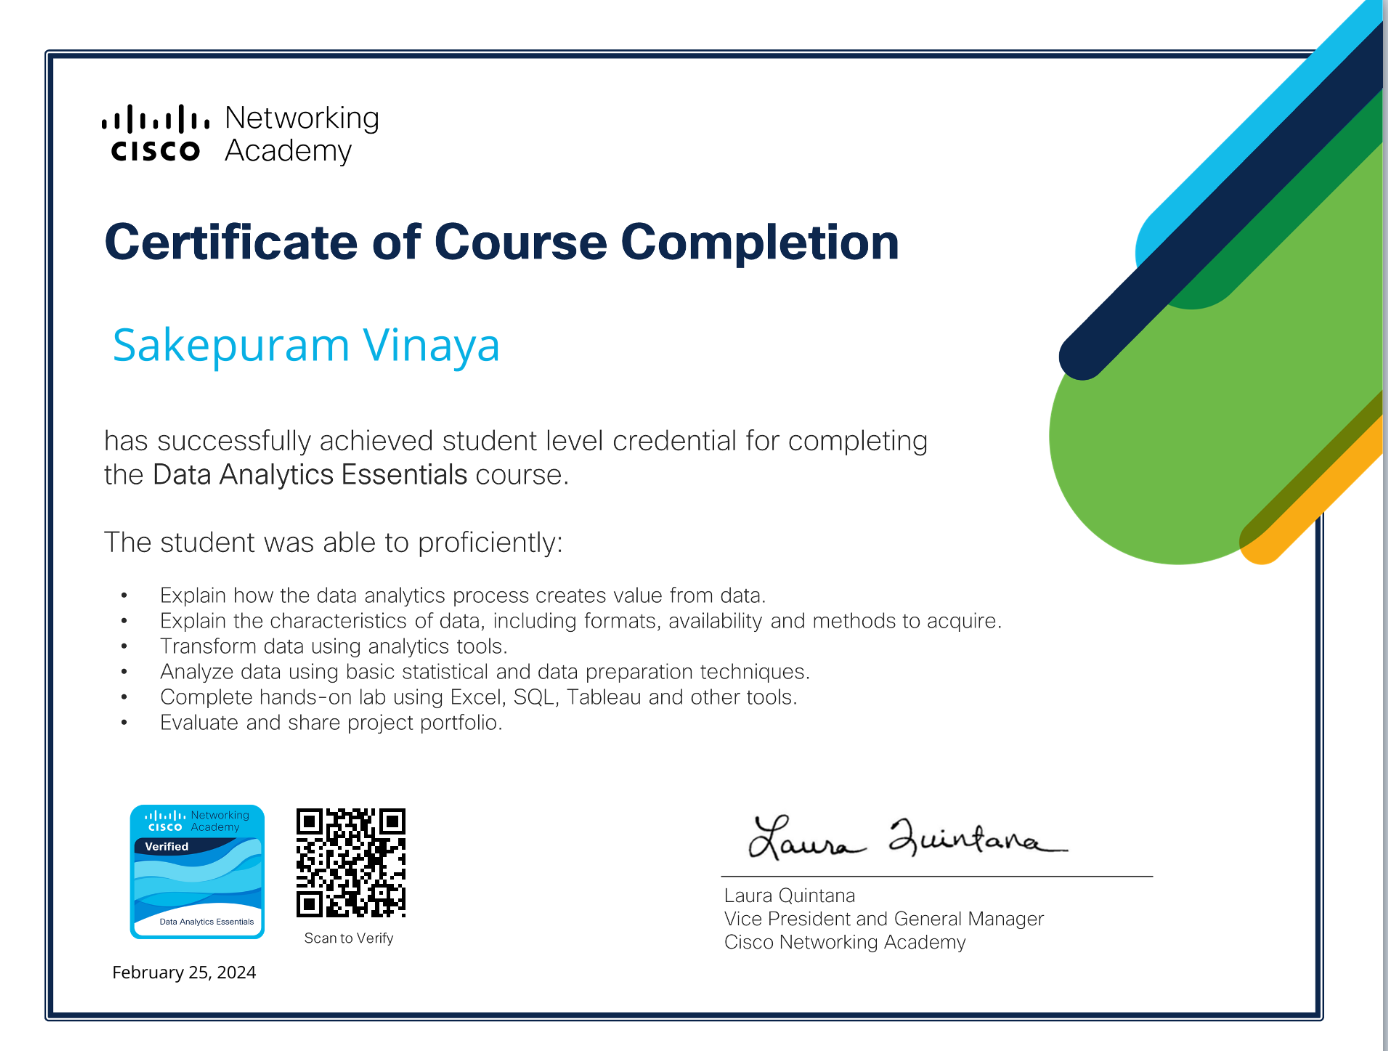 Networking
CISCO Academy
Certificate of Course Completion
Sakepuram Vinaya
has successfully achieved student level credential for completing
the Data Analytics Essentials course.
The student was able to proficiently:
• Explain how the data analytics process creates value from data.
• Explain the characteristics of data, including formats, availability and methods to acquire.
• Transform data using analytics tools.
• Analyze data using basic statistical and data preparation techniques.
• Complete hands-on lab using Excel, SQL, Tableau and other tools.
• Evaluate and share project portfolio.
Networking
CISCO Academy
Verified
Data Analytics Essentials
Scan to Verify
February 25, 2024
Laura Quintana
Laura Quintana
Vice President and General Manager
Cisco Networking Academy